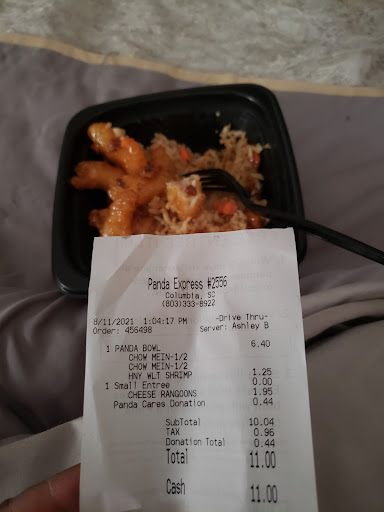 Panda Express #2556
Columbia, SC
(803)333-8922
8/11/2021 1:04:17 PM -Drive Thru-
Order: 456498 Server: Ashley B
1 PANDA BOWL 6.40
CHOW MEIN-1/2
CHOW MEIN-1/2
HNY WLT SHRIMP 1.25
1 Small Entree 0.00
CHEESE RANGOONS 1.95
Panda Cares Donation 0.44
SubTotal 10.04
TAX 0.96
Donation Total 0.44
Total 11.00
Cash 11.00